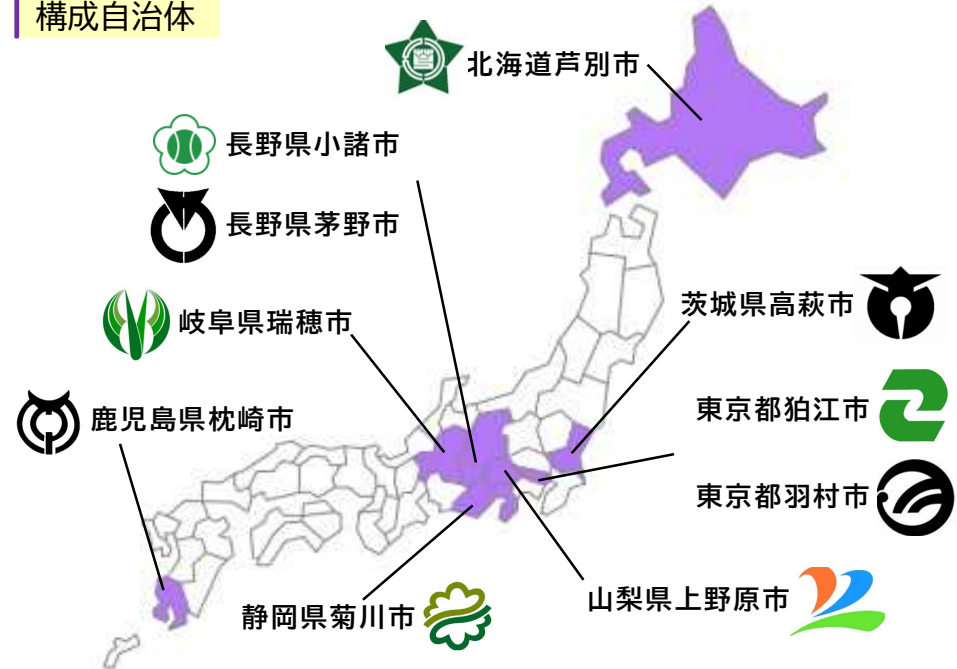 構成自治体
北海道芦別市
長野県小諸市
長野県茅野市
岐阜県瑞穂市
茨城県高萩市
鹿児島県枕崎市
東京都狛江市
東京都羽村市
山梨県上野原市
静岡県菊川市